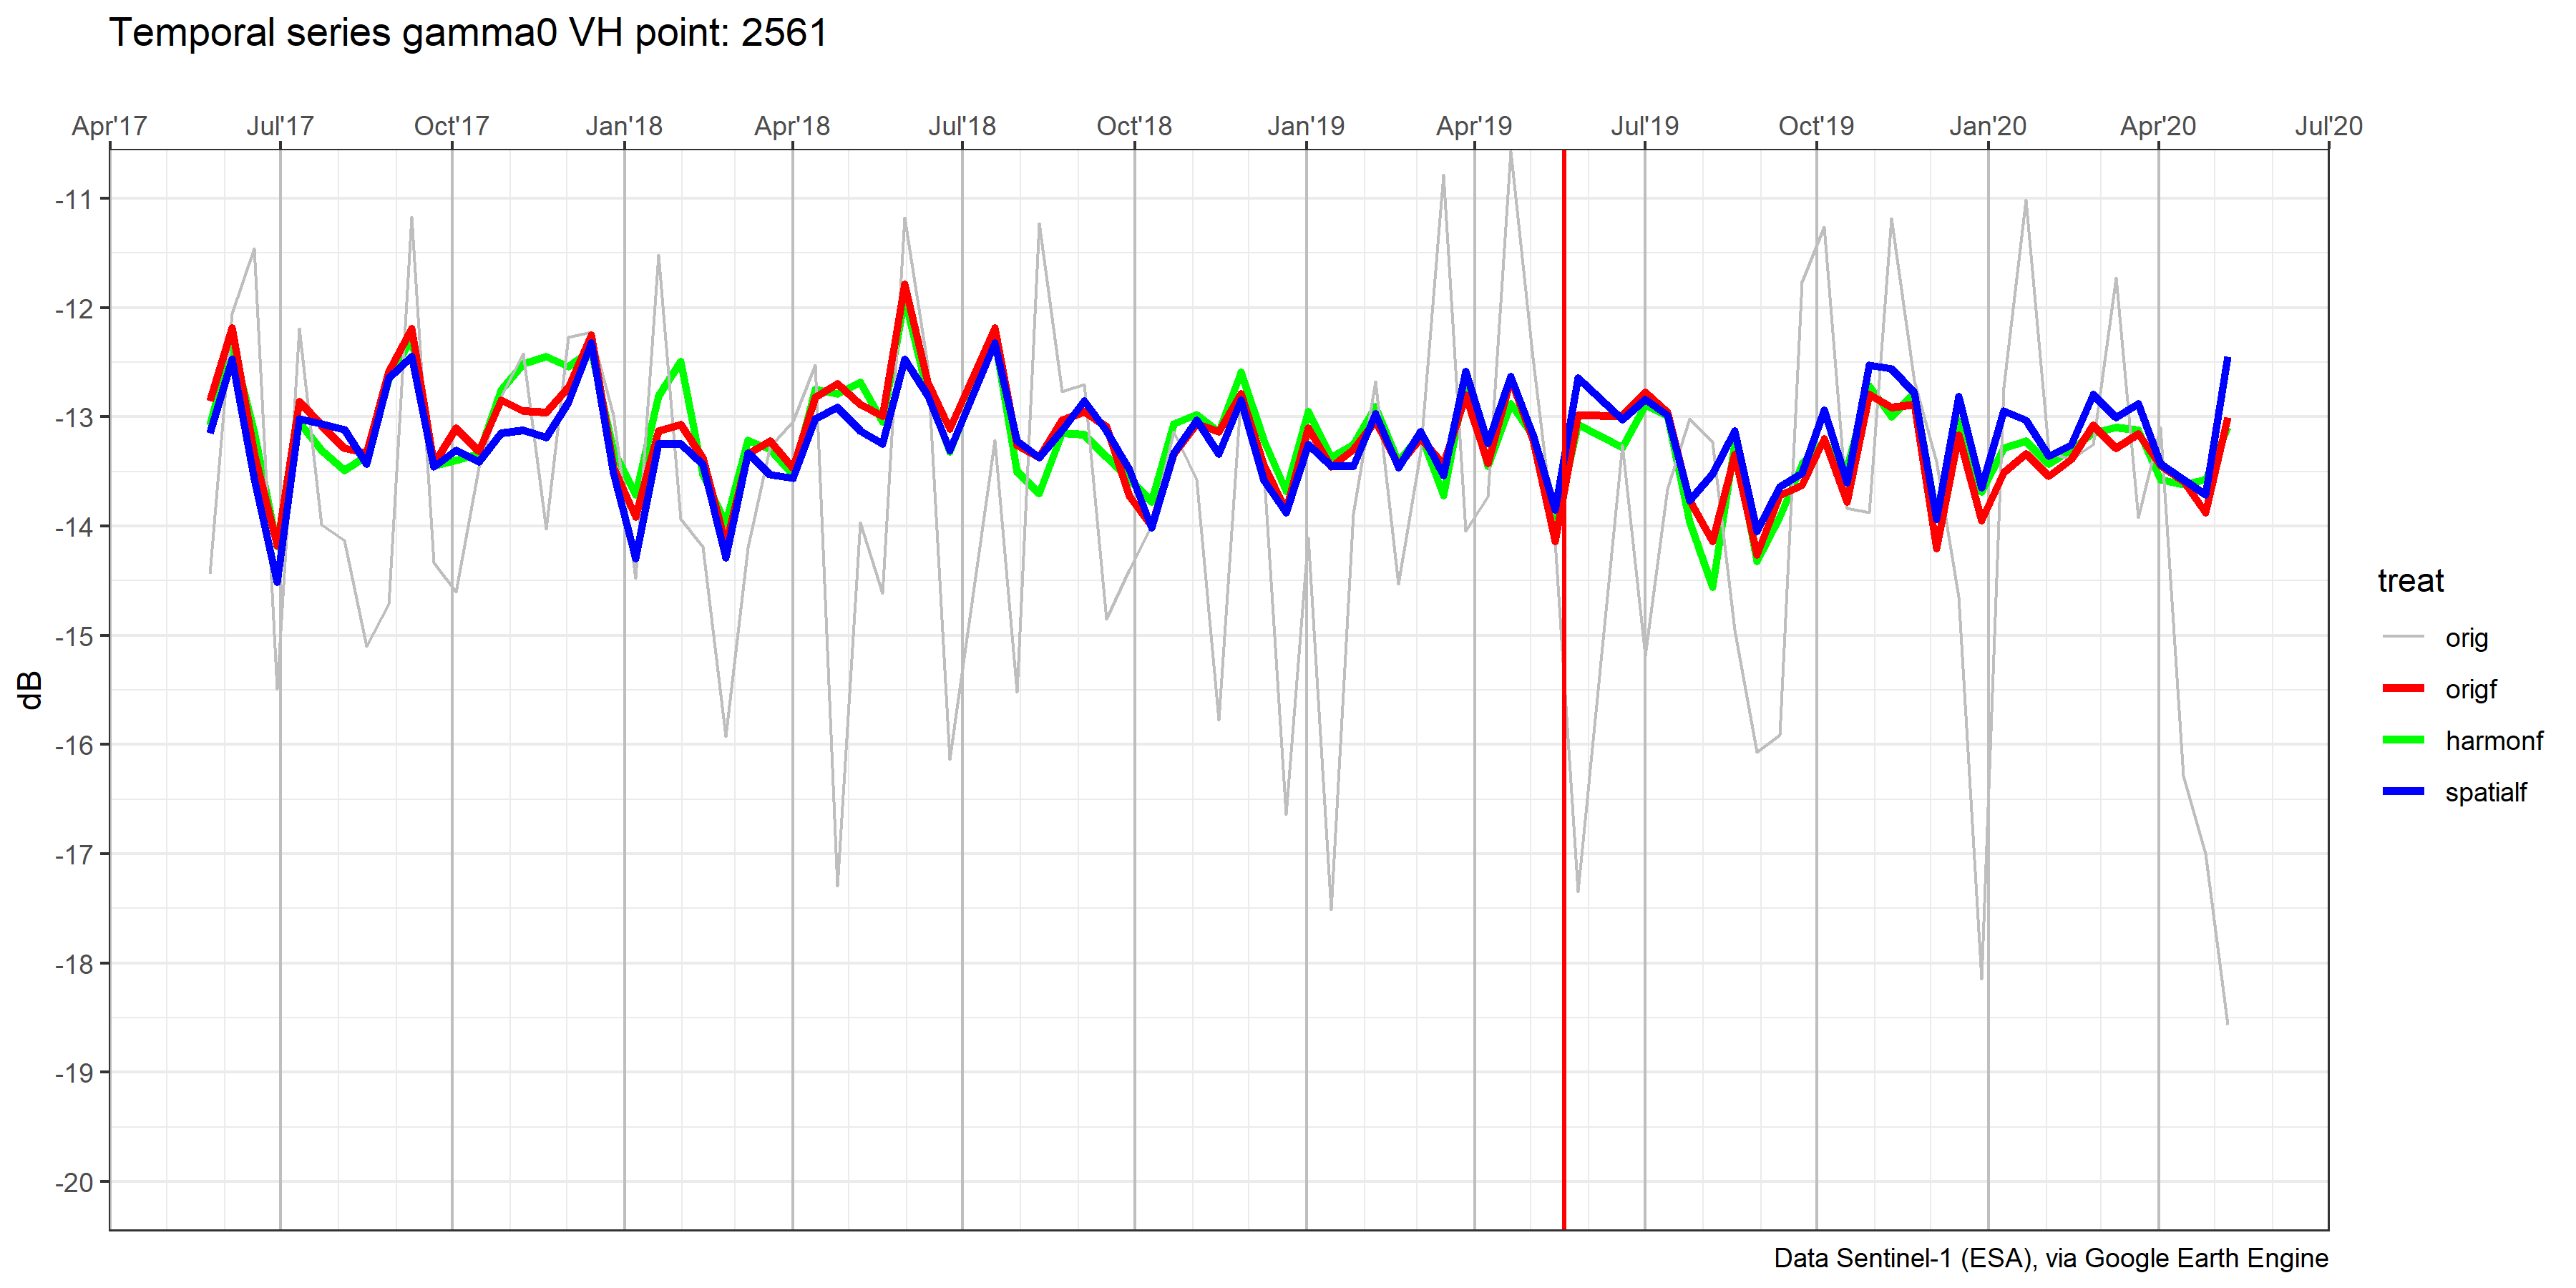 Temporal series gamma0 VH point: 2561
Apr'17 Jul'17 Oct'17 Jan'18 Apr'18 Jul'18 Oct'18 Jan'19 Apr'19 Jul'19 Oct'19 Jan'20 Apr'20 Jul'20
-11
-12
-13
-14
-15
-16
-17
-18
-19
-20
dB
treat
orig
origf
harmonf
spatialf
Data Sentinel-1 (ESA), via Google Earth Engine